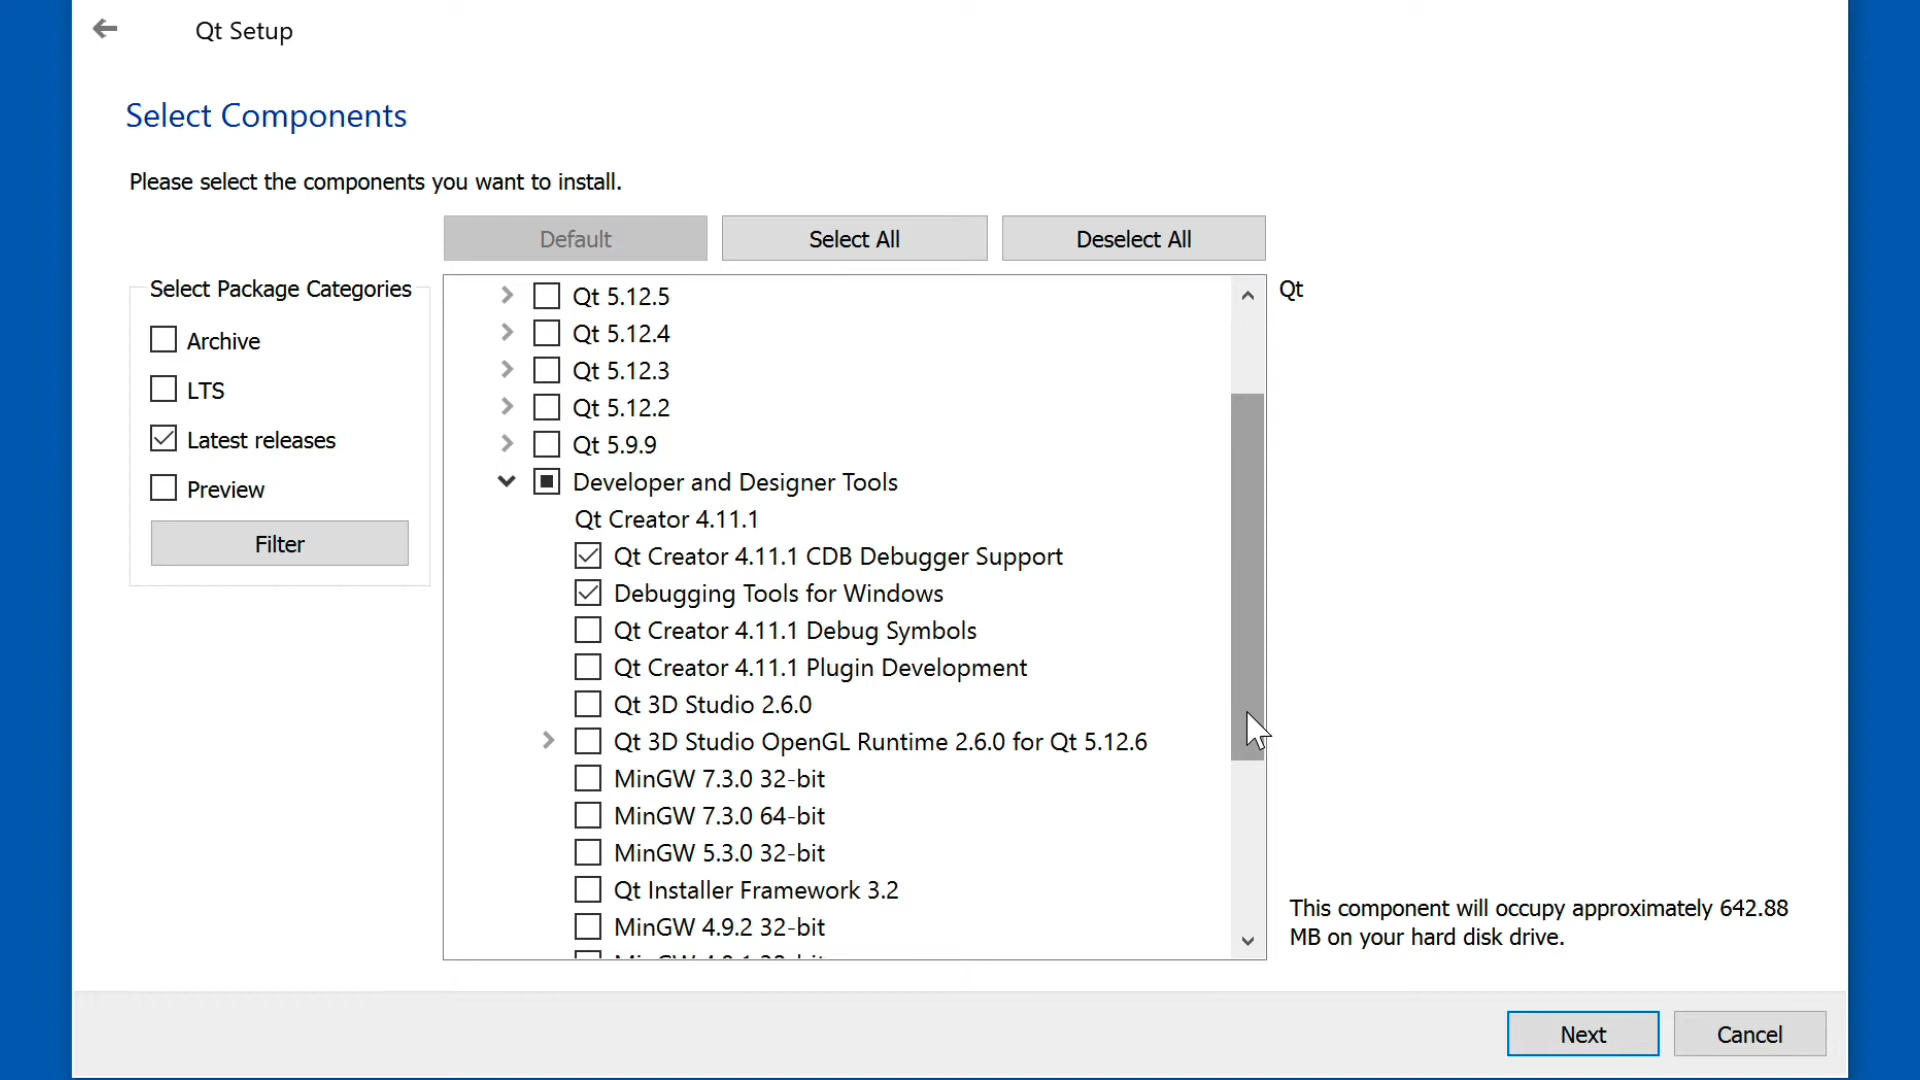 Qt Setup
Select Components
Please select the components you want to install.
Default
Select All
Deselect All
Select Package Categories
Archive
LTS
Latest releases
Preview
Filter
Qt 5.12.5
Qt 5.12.4
Qt 5.12.3
Qt 5.12.2
Qt 5.9.9
Developer and Designer Tools
Qt Creator 4.11.1
Qt Creator 4.11.1 CDB Debugger Support
Debugging Tools for Windows
Qt Creator 4.11.1 Debug Symbols
Qt Creator 4.11.1 Plugin Development
Qt 3D Studio 2.6.0
Qt 3D Studio OpenGL Runtime 2.6.0 for Qt 5.12.6
MinGW 7.3.0 32-bit
MinGW 7.3.0 64-bit
MinGW 5.3.0 32-bit
Qt Installer Framework 3.2
MinGW 4.9.2 32-bit
Qt
This component will occupy approximately 642.88
MB on your hard disk drive.
Next
Cancel